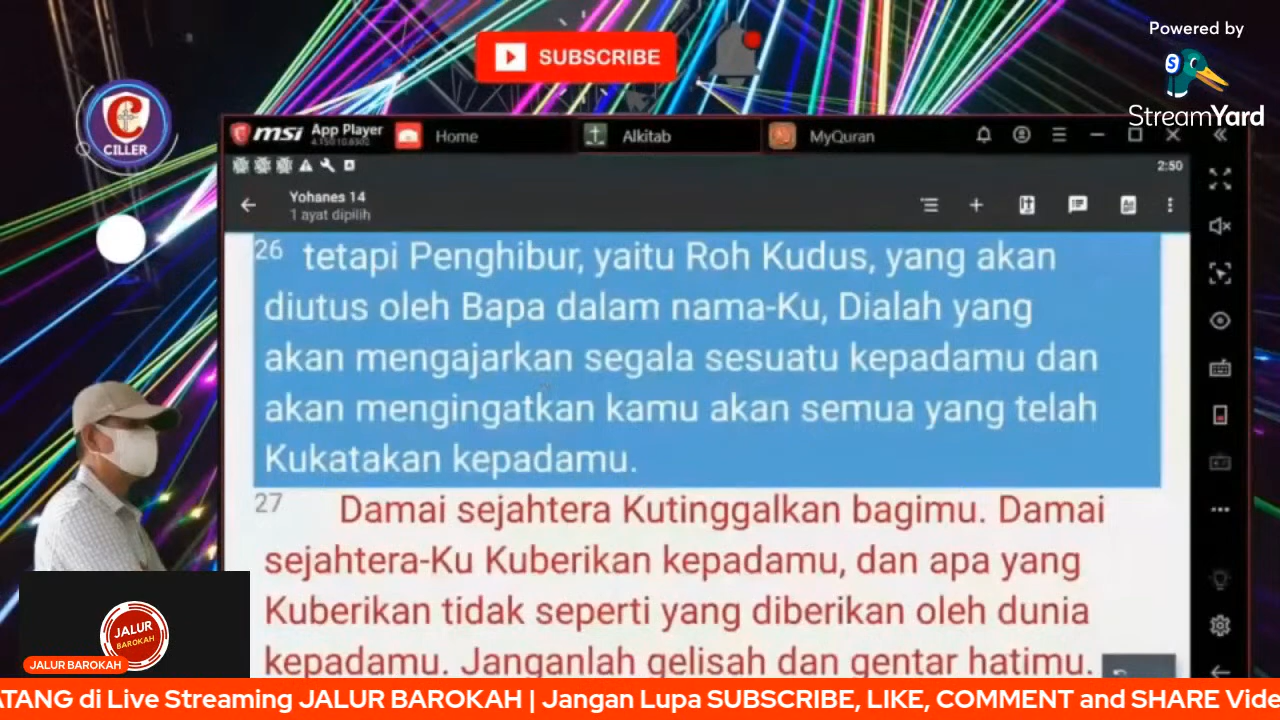 Powered by
StreamYard
SUBSCRIBE
C
CILLER
msi App Player
4.150.10.6302
Home
Alkitab
MyQuran
2:50
Yohanes 14
1 ayat dipilih
26 tetapi Penghibur, yaitu Roh Kudus, yang akan
diutus oleh Bapa dalam nama-Ku, Dialah yang
akan mengajarkan segala sesuatu kepadamu dan
akan mengingatkan kamu akan semua yang telah
Kukatakan kepadamu.
27 Damai sejahtera Kutinggalkan bagimu. Damai
sejahtera-Ku Kuberikan kepadamu, dan apa yang
Kuberikan tidak seperti yang diberikan oleh dunia
kepadamu. Janganlah gelisah dan gentar hatimu.
JALUR
BAROKAH
JALUR BAROKAH
ATANG di Live Streaming JALUR BAROKAH | Jangan Lupa SUBSCRIBE, LIKE, COMMENT and SHARE Vide